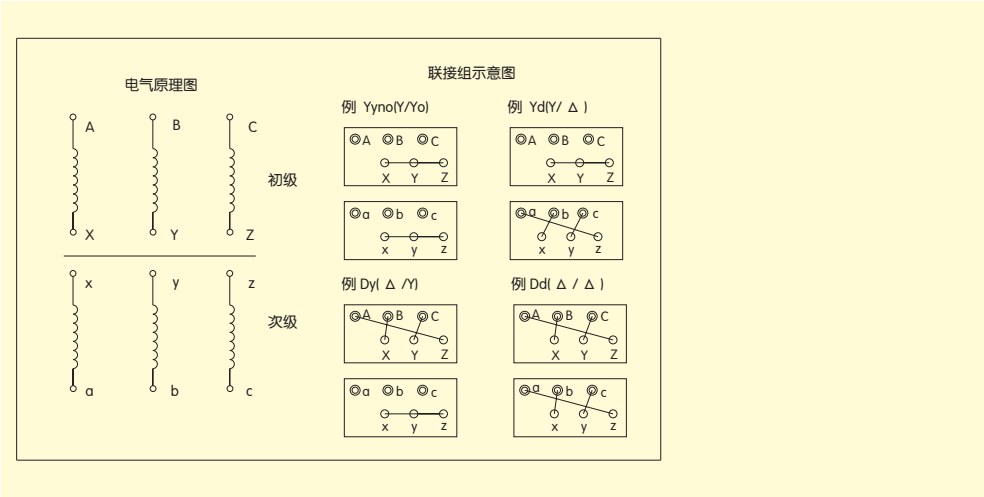 电气原理图
A B C
初级
X Y Z
x y z
次级
a b c
联接组示意图
例 Yyno(Y/Yo)
A B C
X Y Z
a b c
x y z
例 Yd(Y/ Δ )
A B C
X Y Z
a b c
x y z
例 Dy( Δ /Y)
A B C
X Y Z
a b c
x y z
例 Dd( Δ / Δ )
A B C
X Y Z
a b c
x y z